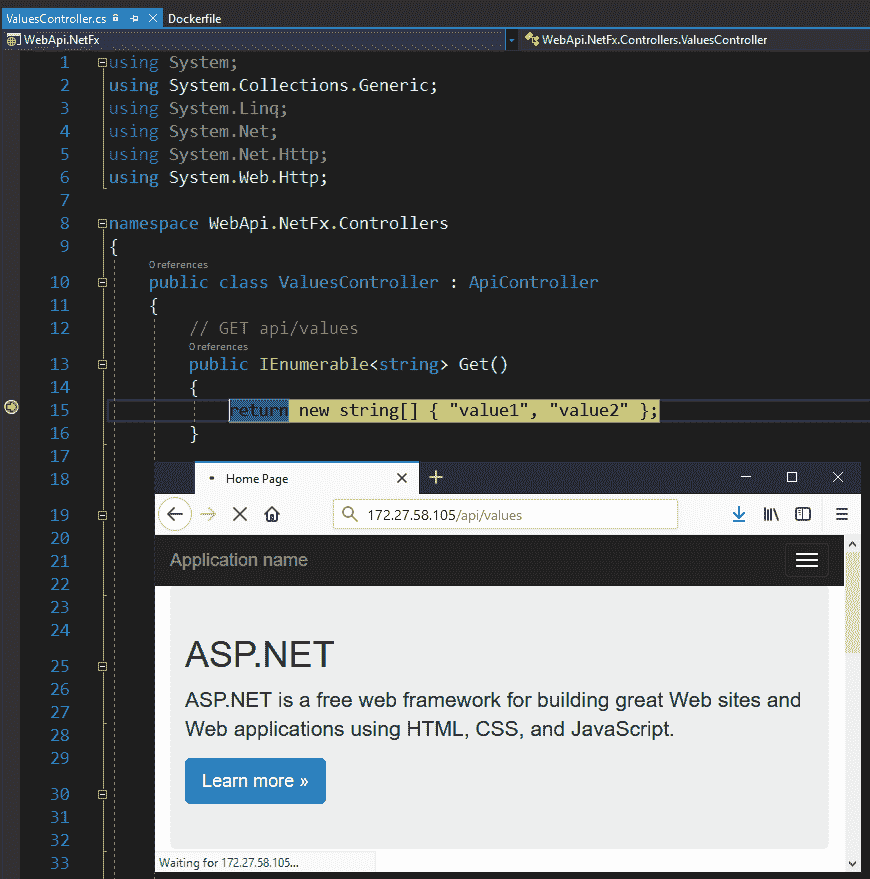 ValuesController.cs Dockerfile
WebApi.NetFx WebApi.NetFx.Controllers.ValuesController
1 using System;
2 using System.Collections.Generic;
3 using System.Linq;
4 using System.Net;
5 using System.Net.Http;
6 using System.Web.Http;
7
8 namespace WebApi.NetFx.Controllers
9 {
0 references
10 public class ValuesController : ApiController
11 {
12 // GET api/values
0 references
13 public IEnumerable<string> Get()
14 {
15 return new string[] { "value1", "value2" };
16 }
17
18
19
20
21
22
23
24
25
26
27
28
29
30
31
32
33
Home Page
172.27.58.105/api/values
Application name
ASP.NET
ASP.NET is a free web framework for building great Web sites and
Web applications using HTML, CSS, and JavaScript.
Learn more »
Waiting for 172.27.58.105...